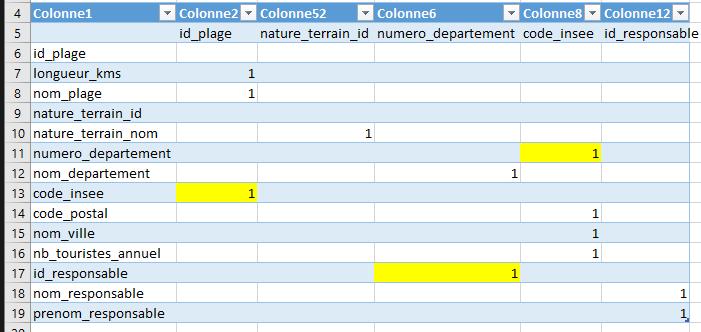 4 Colonne1 Colonne2 Colonne52 Colonne6 Colonne8 Colonne12
5 id_plage nature_terrain_id numero_departement code_insee id_responsable
6 id_plage
7 longueur_kms 1
8 nom_plage 1
9 nature_terrain_id
10 nature_terrain_nom 1
11 numero_departement 1
12 nom_departement 1
13 code_insee 1
14 code_postal 1
15 nom_ville 1
16 nb_touristes_annuel 1
17 id_responsable 1
18 nom_responsable 1
19 prenom_responsable 1